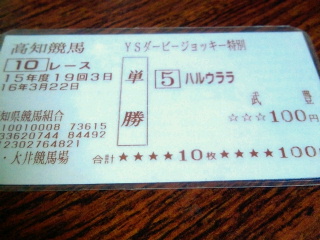 高知競馬 YSダービージョッキー特別
10 レース
15年度19回3日
16年3月22日
単勝
5 ハルウララ
武 豊
☆☆☆100円
知県競馬組合
10010008 73615
33620744 84492
12302764821
・大井競馬場
合計★★★★10枚★★★★100